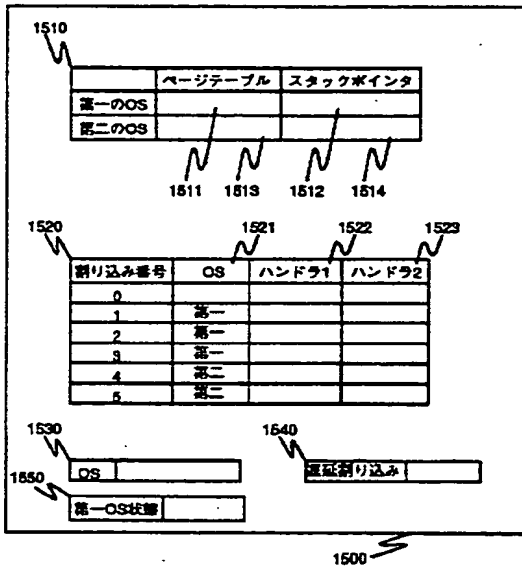 1510
ページテーブル スタックポインタ
第一のOS
第二のOS
1511 1513 1512 1514
1520 1521 1522 1523
割り込み番号 OS ハンドラ1 ハンドラ2
0
1 第一
2 第一
3 第一
4 第二
5 第二
1530 1540
OS 遅延割り込み
1550
第一OS状態
1500